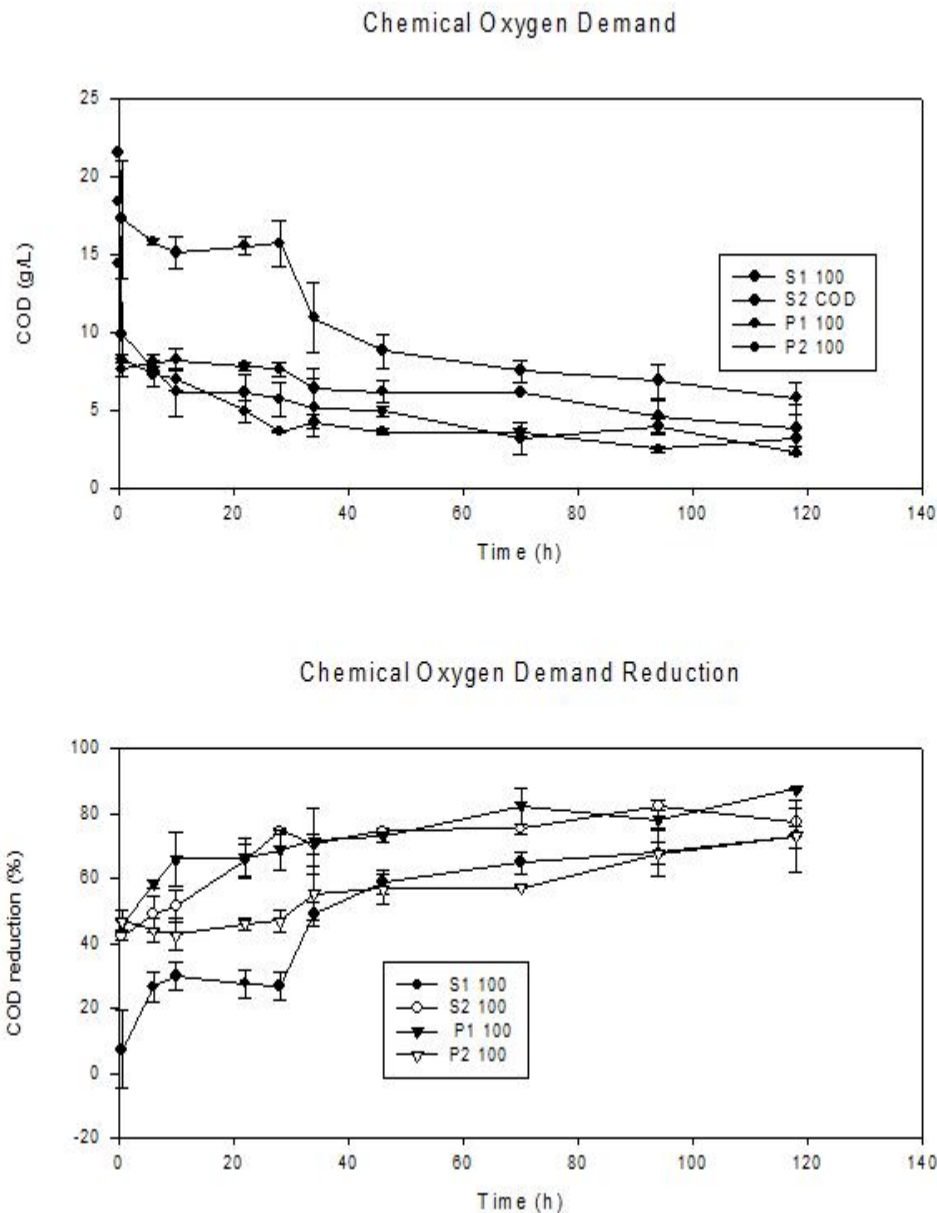 Chemical Oxygen Demand
25
20
15
10
5
0
COD (g/L)
S1 100
S2 COD
P1 100
P2 100
0 20 40 60 80 100 120 140
Time (h)
Chemical Oxygen Demand Reduction
100
80
60
40
20
0
-20
COD reduction (%)
S1 100
S2 100
P1 100
P2 100
0 20 40 60 80 100 120 140
Time (h)